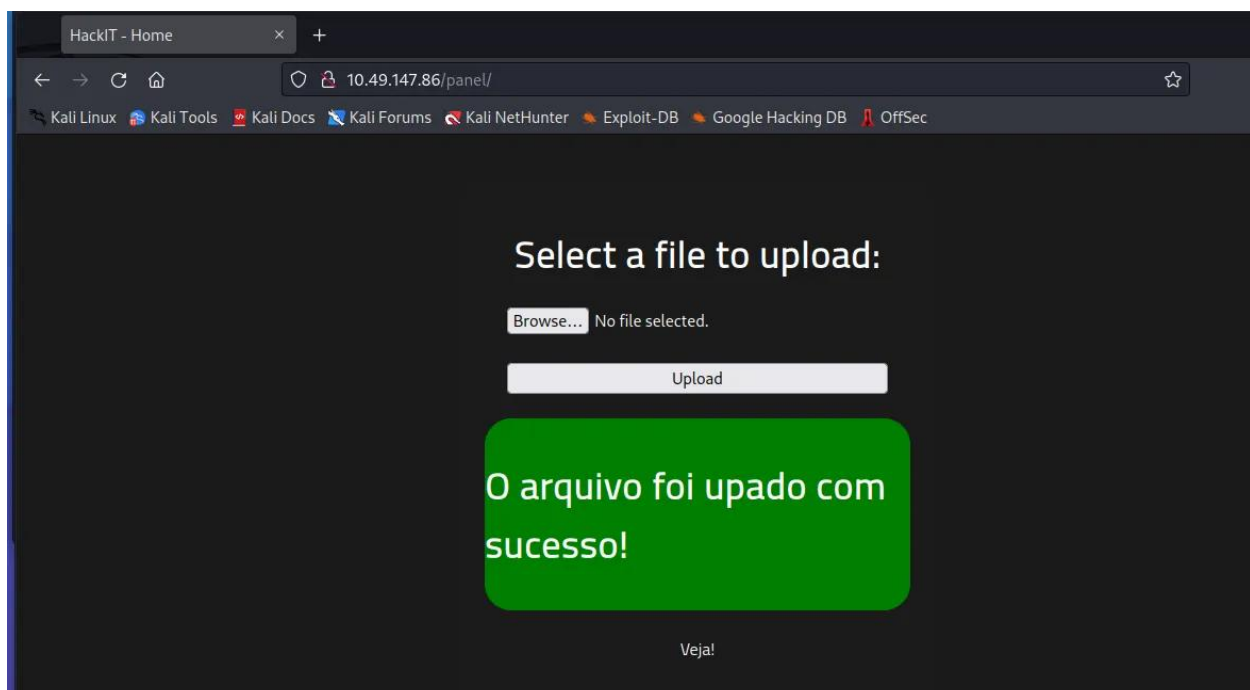 HackIT - Home
10.49.147.86/panel/
Kali Linux Kali Tools Kali Docs Kali Forums Kali NetHunter Exploit-DB Google Hacking DB OffSec
Select a file to upload:
Browse... No file selected.
Upload
O arquivo foi upado com
sucesso!
Veja!